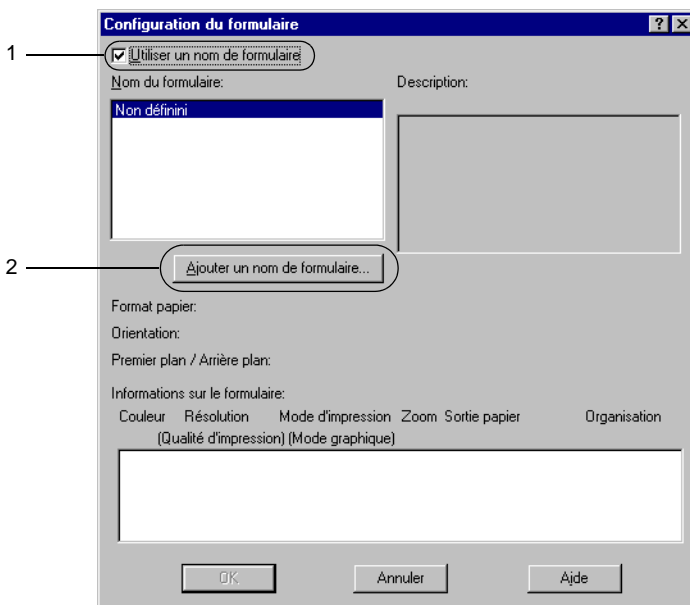 Configuration du formulaire
1
Utiliser un nom de formulaire
Nom du formulaire: Description:
Non définini
2
Ajouter un nom de formulaire...
Format papier:
Orientation:
Premier plan / Arrière plan:
Informations sur le formulaire:
Couleur Résolution Mode d'impression Zoom Sortie papier Organisation
(Qualité d'impression) (Mode graphique)
OK Annuler Aide